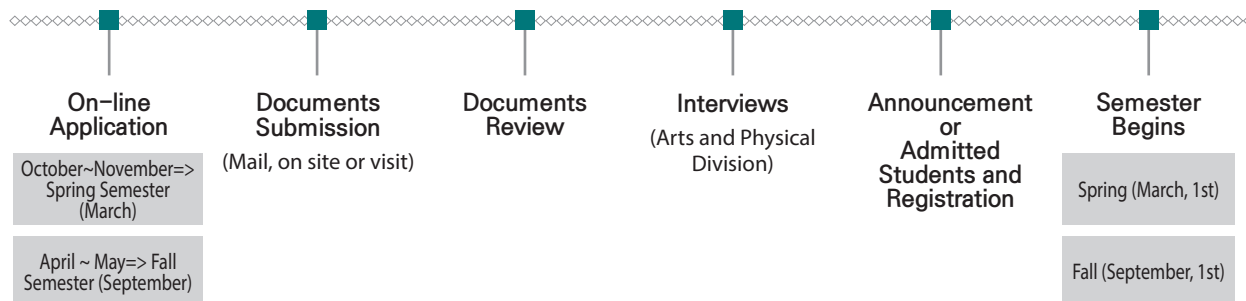 On-line
Application
October~November=>
Spring Semester
(March)
April ~ May=> Fall
Semester (September)
Documents
Submission
(Mail, on site or visit)
Documents
Review
Interviews
(Arts and Physical
Division)
Announcement
or
Admitted
Students and
Registration
Semester
Begins
Spring (March, 1st)
Fall (September, 1st)